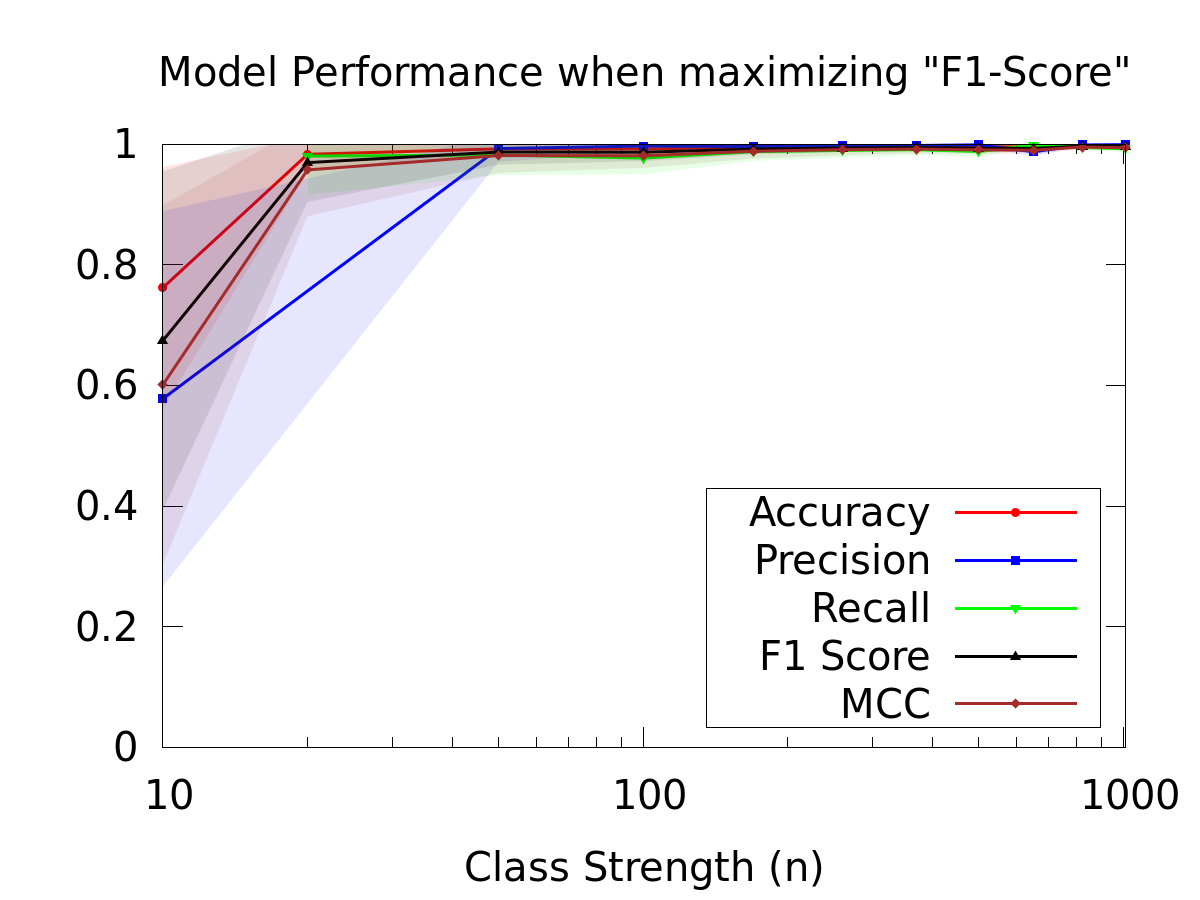 Model Performance when maximizing "F1-Score"
1
0.8
0.6
0.4
0.2
0
Accuracy
Precision
Recall
F1 Score
MCC
10 100 1000
Class Strength (n)